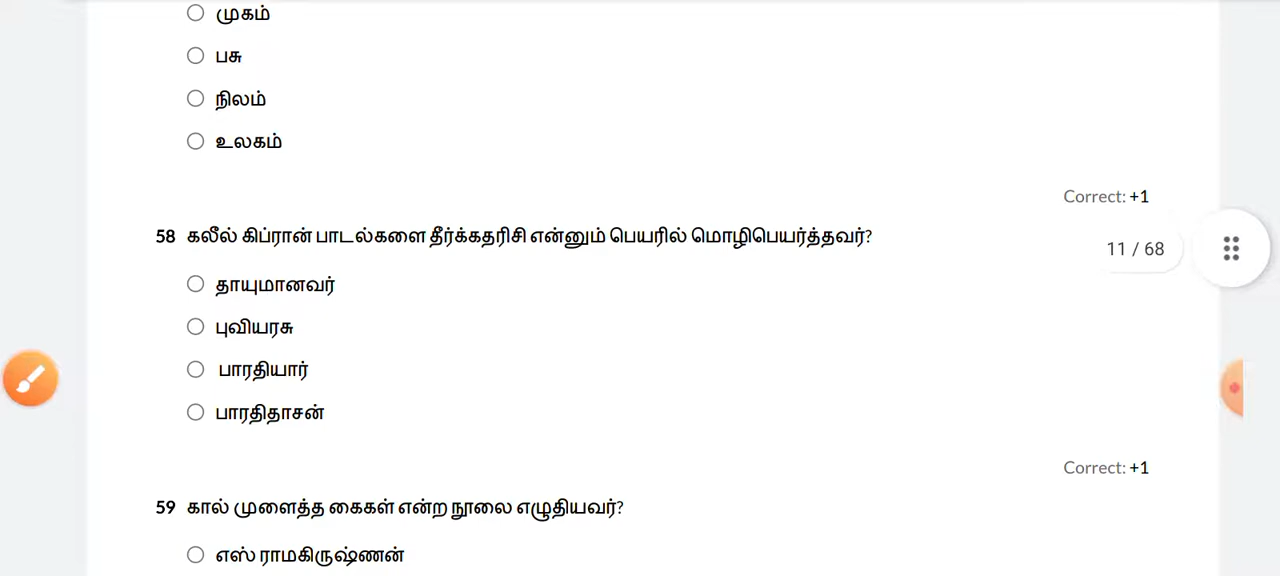 முகம்
பசு
நிலம்
உலகம்
Correct: +1
58 கலீல் கிப்ரான் பாடல்களை தீர்க்கதரிசி என்னும் பெயரில் மொழிபெயர்த்தவர்?
11 / 68
தாயுமானவர்
புவியரசு
பாரதியார்
பாரதிதாசன்
Correct: +1
59 கால் முளைத்த கைகள் என்ற நூலை எழுதியவர்?
எஸ் ராமகிருஷ்ணன்